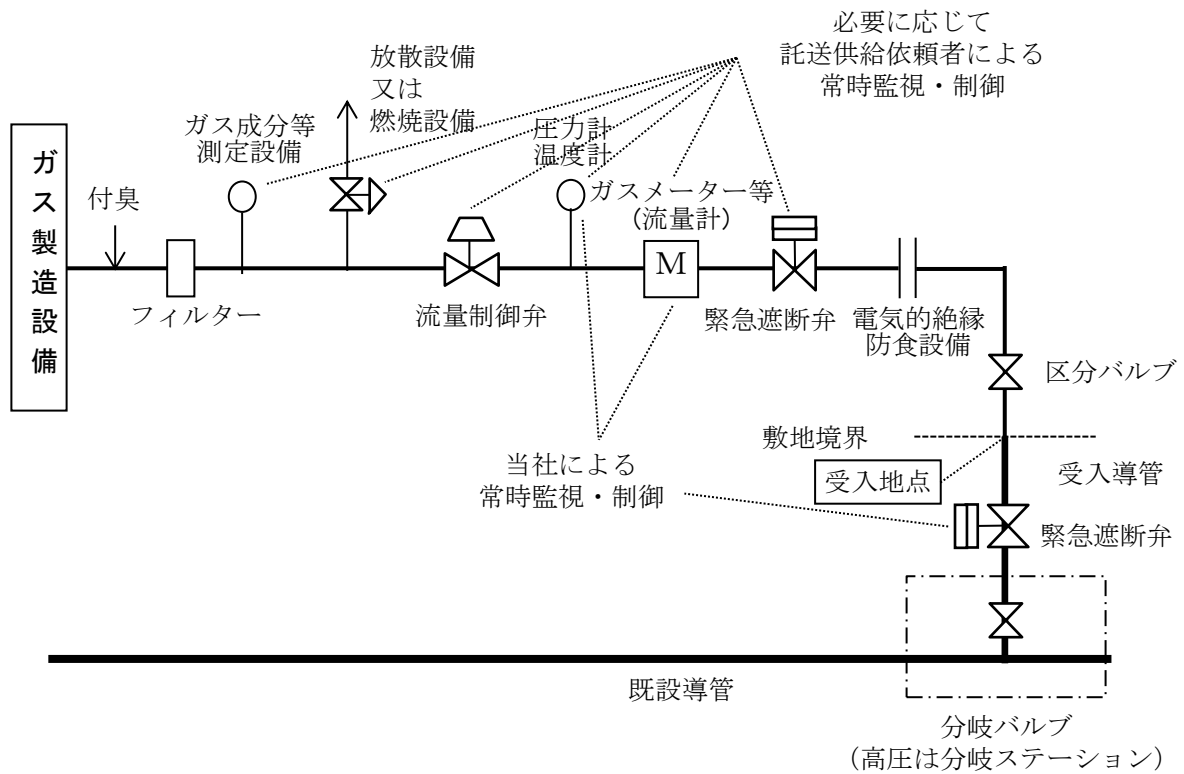 必要に応じて
託送供給依頼者による
常時監視・制御
放散設備
又は
燃焼設備
ガス成分等
測定設備
圧力計
温度計
ガスメーター等
（流量計）
ガス製造設備
付臭
M
フィルター
流量制御弁
緊急遮断弁
電気的絶縁
防食設備
区分バルブ
敷地境界
受入地点
受入導管
当社による
常時監視・制御
緊急遮断弁
既設導管
分岐バルブ
（高圧は分岐ステーション）